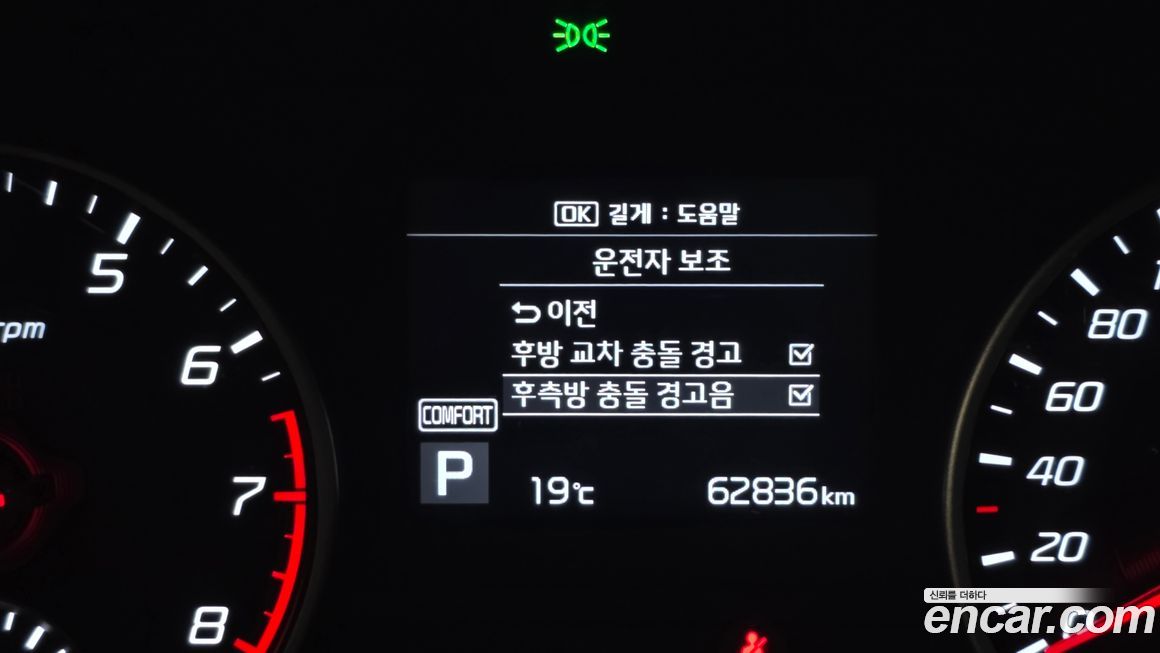 OK 길게 : 도움말
운전자 보조
이전
후방 교차 충돌 경고
후측방 충돌 경고음
COMFORT
P
19℃
62836 km
5
rpm
6
7
8
80
60
40
20
신뢰를 더하다
encar.com